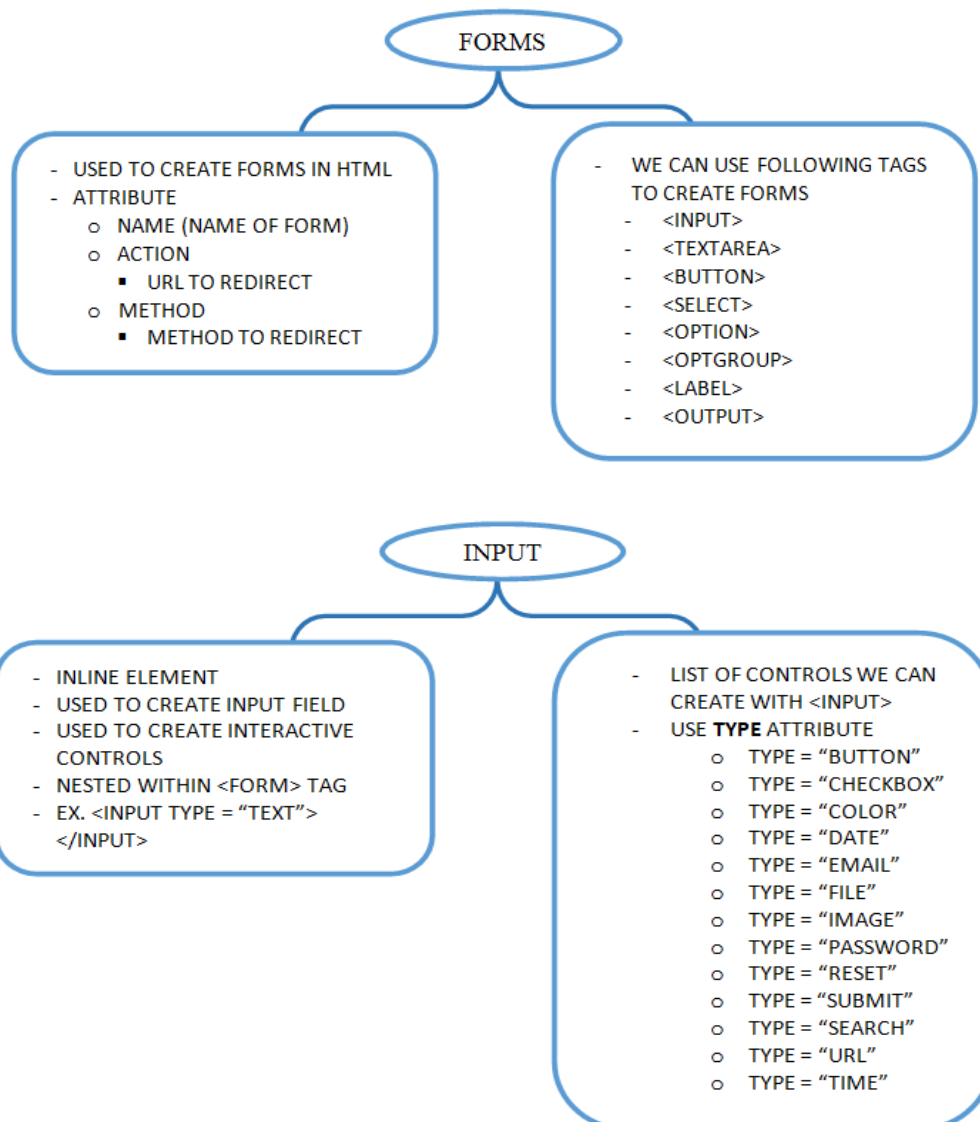 FORMS
- USED TO CREATE FORMS IN HTML
- ATTRIBUTE
o NAME (NAME OF FORM)
o ACTION
▪ URL TO REDIRECT
o METHOD
▪ METHOD TO REDIRECT
- WE CAN USE FOLLOWING TAGS
TO CREATE FORMS
- <INPUT>
- <TEXTAREA>
- <BUTTON>
- <SELECT>
- <OPTION>
- <OPTGROUP>
- <LABEL>
- <OUTPUT>
INPUT
- INLINE ELEMENT
- USED TO CREATE INPUT FIELD
- USED TO CREATE INTERACTIVE
CONTROLS
- NESTED WITHIN <FORM> TAG
- EX. <INPUT TYPE = “TEXT”>
</INPUT>
- LIST OF CONTROLS WE CAN
CREATE WITH <INPUT>
- USE TYPE ATTRIBUTE
o TYPE = “BUTTON”
o TYPE = “CHECKBOX”
o TYPE = “COLOR”
o TYPE = “DATE”
o TYPE = “EMAIL”
o TYPE = “FILE”
o TYPE = “IMAGE”
o TYPE = “PASSWORD”
o TYPE = “RESET”
o TYPE = “SUBMIT”
o TYPE = “SEARCH”
o TYPE = “URL”
o TYPE = “TIME”